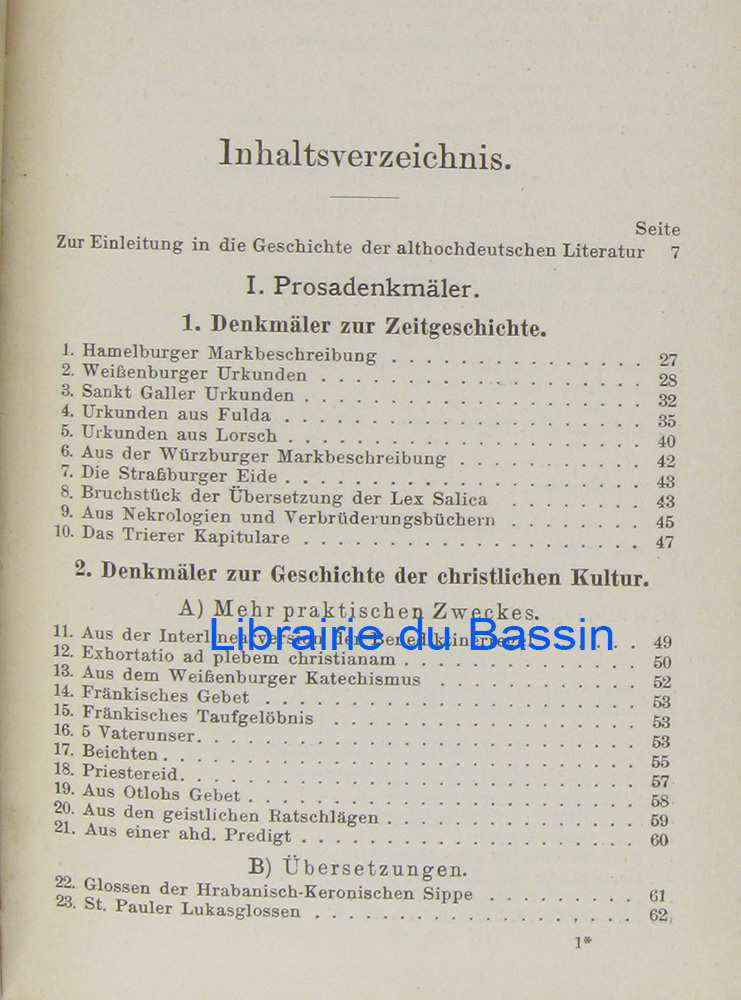 Inhaltsverzeichnis.
Seite
Zur Einleitung in die Geschichte der althochdeutschen Literatur 7
I. Prosadenkmäler.
1. Denkmäler zur Zeitgeschichte.
1. Hamelburger Markbeschreibung . . . . . . . . . . . . . . . 27
2. Weißenburger Urkunden . . . . . . . . . . . . . . . . . . 28
3. Sankt Galler Urkunden . . . . . . . . . . . . . . . . . . . 32
4. Urkunden aus Fulda . . . . . . . . . . . . . . . . . . . . 35
5. Urkunden aus Lorsch . . . . . . . . . . . . . . . . . . . . 40
6. Aus der Würzburger Markbeschreibung . . . . . . . . . . 42
7. Die Straßburger Eide . . . . . . . . . . . . . . . . . . . . 43
8. Bruchstück der Übersetzung der Lex Salica . . . . . . . . 43
9. Aus Nekrologien und Verbrüderungsbüchern . . . . . . . . 45
10. Das Trierer Kapitulare . . . . . . . . . . . . . . . . . . . 47
2. Denkmäler zur Geschichte der christlichen Kultur.
A) Mehr praktischen Zweckes.
11. Aus der Interlinearversion der Benediktinerregel . . . . 49
Librairie du Bassin
12. Exhortatio ad plebem christianam . . . . . . . . . . . . . 50
13. Aus dem Weißenburger Katechismus . . . . . . . . . . . . 52
14. Fränkisches Gebet . . . . . . . . . . . . . . . . . . . . . 53
15. Fränkisches Taufgelöbnis . . . . . . . . . . . . . . . . . 53
16. 5 Vaterunser. . . . . . . . . . . . . . . . . . . . . . . . 53
17. Beichten . . . . . . . . . . . . . . . . . . . . . . . . . . 55
18. Priestereid. . . . . . . . . . . . . . . . . . . . . . . . . 57
19. Aus Otlohs Gebet . . . . . . . . . . . . . . . . . . . . . . 58
20. Aus den geistlichen Ratschlägen . . . . . . . . . . . . . . 59
21. Aus einer ahd. Predigt . . . . . . . . . . . . . . . . . . . 60
B) Übersetzungen.
22. Glossen der Hrabanisch-Keronischen Sippe . . . . . . . . . 61
23. St. Pauler Lukasglossen . . . . . . . . . . . . . . . . . . 62
1*